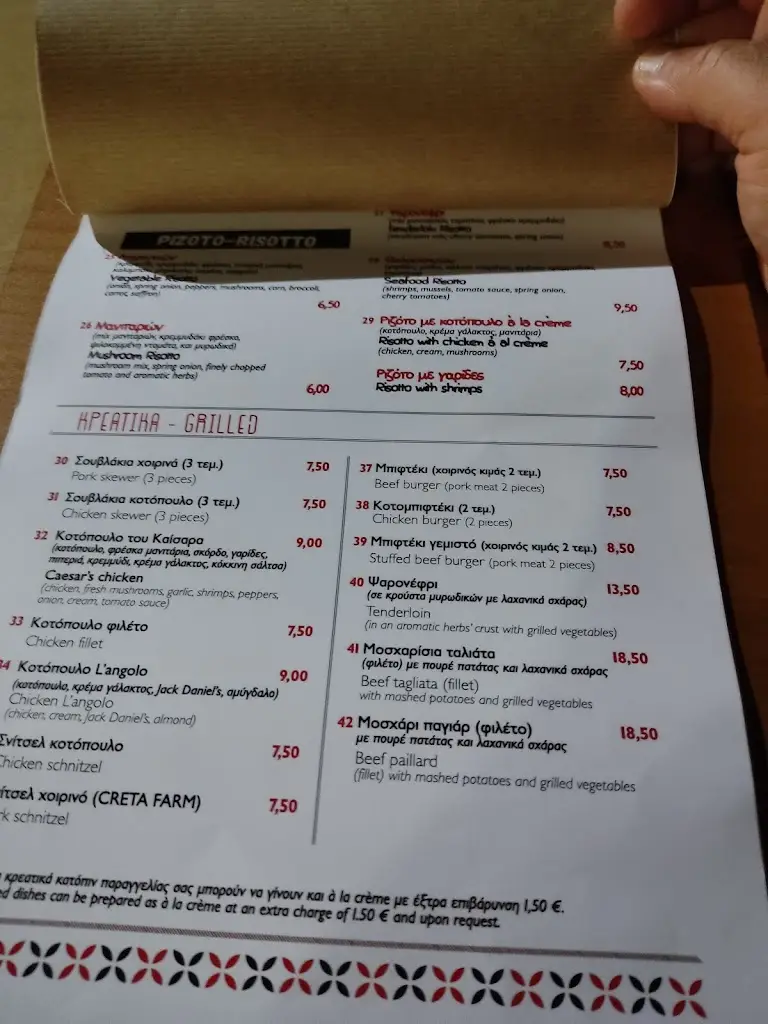 ΡΙΖΟΤΟ-RISOTTO
Vegetable Risotto
(onion, spring onion, peppers, mushrooms, corn, broccoli,
carrot, saffron)
6,50
26 Μανιταριών
(μιξ μανιταριών, κρεμμυδάκι φρέσκο,
ψιλοκομμένη ντομάτα, και μυρωδικά)
Mushroom Risotto
(mushroom mix, spring onion, finely chopped
tomato and aromatic herbs)
6,00
Tenderloin Risotto
8,50
Seafood Risotto
(shrimps, mussels, tomato sauce, spring onion,
cherry tomatoes)
9,50
29 Ριζότο με κοτόπουλο à la crème
(κοτόπουλο, κρέμα γάλακτος, μανιτάρια)
Risotto with chicken à al crème
(chicken, cream, mushrooms)
7,50
Ριζότο με γαρίδες
Risotto with shrimps
8,00
ΚΡΕΑΤΙΚΑ - GRILLED
30 Σουβλάκια χοιρινά (3 τεμ.) 7,50
Pork skewer (3 pieces)
31 Σουβλάκια κοτόπουλο (3 τεμ.) 7,50
Chicken skewer (3 pieces)
32 Κοτόπουλο του Καίσαρα 9,00
(κοτόπουλο, φρέσκα μανιτάρια, σκόρδο, γαρίδες,
πιπεριά, κρεμμύδι, κρέμα γάλακτος, κόκκινη σάλτσα)
Caesar's chicken
(chicken, fresh mushrooms, garlic, shrimps, peppers,
onion, cream, tomato sauce)
33 Κοτόπουλο φιλέτο 7,50
Chicken fillet
34 Κοτόπουλο L'angolo 9,00
(κοτόπουλο, κρέμα γάλακτος, Jack Daniel's, αμύγδαλο)
Chicken L'angolo
(chicken, cream, Jack Daniel's, almond)
Σνίτσελ κοτόπουλο 7,50
Chicken schnitzel
ίτσελ χοιρινό (CRETA FARM) 7,50
rk schnitzel
37 Μπιφτέκι (χοιρινός κιμάς 2 τεμ.) 7,50
Beef burger (pork meat 2 pieces)
38 Κοτομπιφτέκι (2 τεμ.) 7,50
Chicken burger (2 pieces)
39 Μπιφτέκι γεμιστό (χοιρινός κιμάς 2 τεμ.) 8,50
Stuffed beef burger (pork meat 2 pieces)
40 Ψαρονέφρι 13,50
(σε κρούστα μυρωδικών με λαχανικά σχάρας)
Tenderloin
(in an aromatic herbs' crust with grilled vegetables)
41 Μοσχαρίσια ταλιάτα 18,50
(φιλέτο) με πουρέ πατάτας και λαχανικά σχάρας
Beef tagliata (fillet)
with mashed potatoes and grilled vegetables
42 Μοσχάρι παγιάρ (φιλέτο) 18,50
με πουρέ πατάτας και λαχανικά σχάρας
Beef paillard
(fillet) with mashed potatoes and grilled vegetables
κρεατικά κατόπιν παραγγελίας σας μπορούν να γίνουν και à la crème με έξτρα επιβάρυνση 1,50 €.
ed dishes can be prepared as à la crème at an extra charge of 1.50 € and upon request.